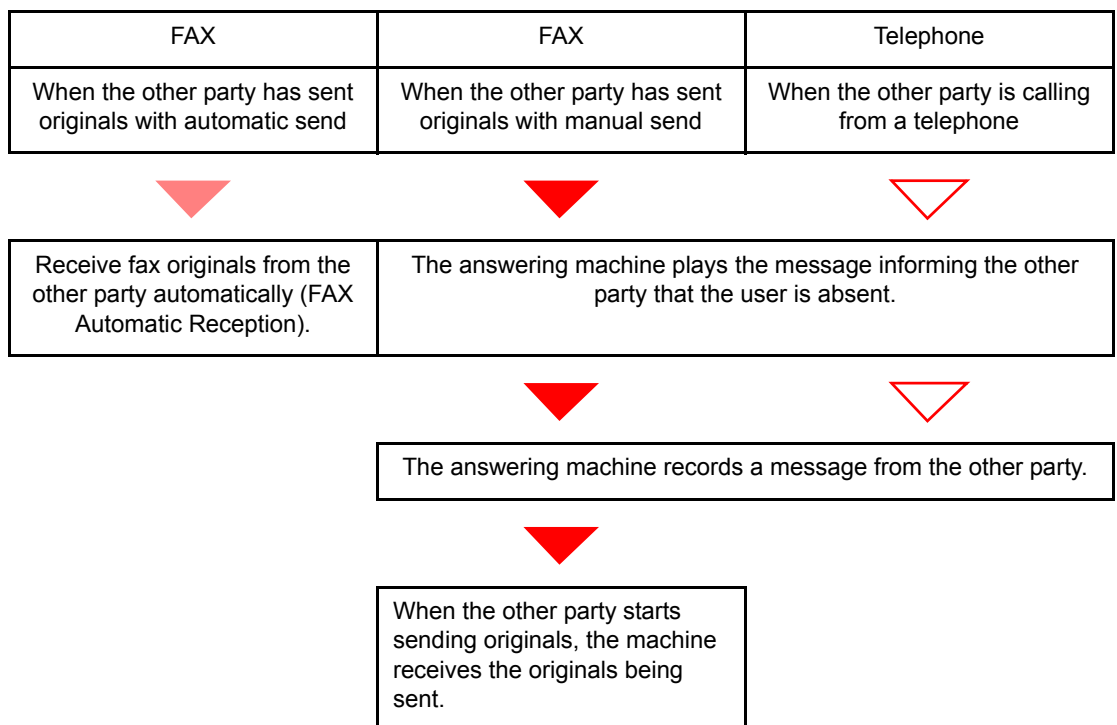 FAX
FAX
Telephone
When the other party has sent
originals with automatic send
When the other party has sent
originals with manual send
When the other party is calling
from a telephone
Receive fax originals from the
other party automatically (FAX
Automatic Reception).
The answering machine plays the message informing the other
party that the user is absent.
The answering machine records a message from the other party.
When the other party starts
sending originals, the machine
receives the originals being
sent.